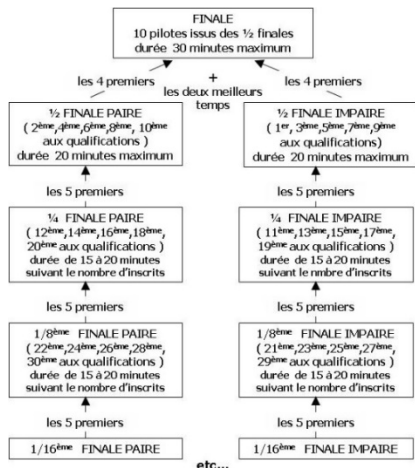 FINALE
10 pilotes issus des ½ finales
durée 30 minutes maximum
les 4 premiers
+
les deux meilleurs
temps
les 4 premiers
½ FINALE PAIRE
( 2ème,4ème,6ème,8ème, 10ème
aux qualifications )
durée 20 minutes maximum
½ FINALE IMPAIRE
( 1er, 3ème,5ème,7ème,9ème
aux qualifications)
durée 20 minutes maximum
les 5 premiers
les 5 premiers
¼ FINALE PAIRE
( 12ème,14ème,16ème,18ème,
20ème aux qualifications )
durée de 15 à 20 minutes
suivant le nombre d'inscrits
¼ FINALE IMPAIRE
( 11ème,13ème,15ème,17ème,
19ème aux qualifications )
durée de 15 à 20 minutes
suivant le nmbre d'inscrits
les 5 premiers
les 5 premiers
1/8ème FINALE PAIRE
(22ème,24ème,26ème,28ème,
30ème aux qualifications )
durée de 15 à 20 minutes
suivant le nombre d'inscrits
1/8ème FINALE IMPAIRE
(21ème,23ème,25ème,27ème,
29ème aux qualifications )
durée de 15 à 20 minutes
suivant le nombre d'inscrits
les 5 premiers
les 5 premiers
1/16ème FINALE PAIRE
1/16ème FINALE IMPAIRE
etc...